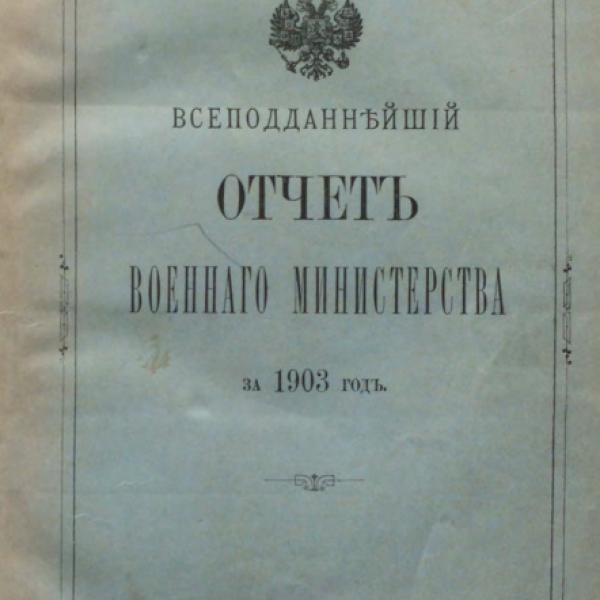 ВСЕПОДДАННѢЙШІЙ
ОТЧЕТЪ
ВОЕННАГО МИНИСТЕРСТВА
ЗА 1903 ГОДЪ.